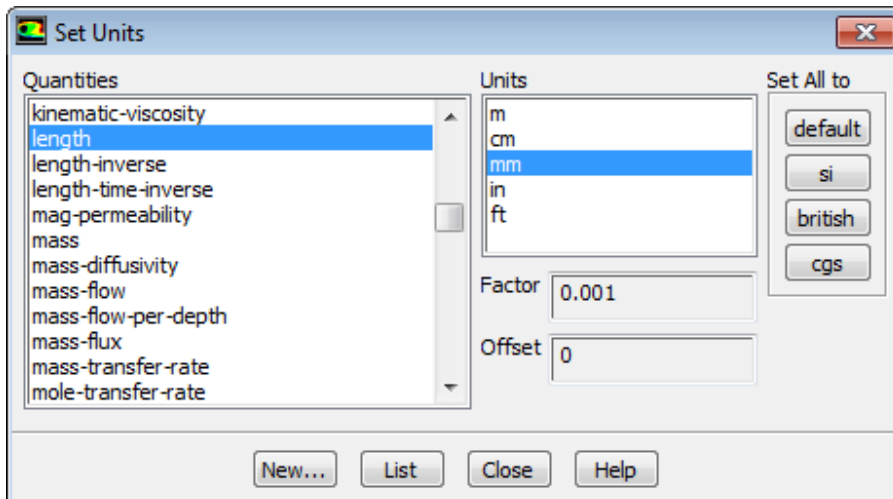 Set Units
Quantities
kinematic-viscosity
length
length-inverse
length-time-inverse
mag-permeability
mass
mass-diffusivity
mass-flow
mass-flow-per-depth
mass-flux
mass-transfer-rate
mole-transfer-rate
Units
m
cm
mm
in
ft
Factor 0.001
Offset 0
Set All to
default
si
british
cgs
New... List Close Help